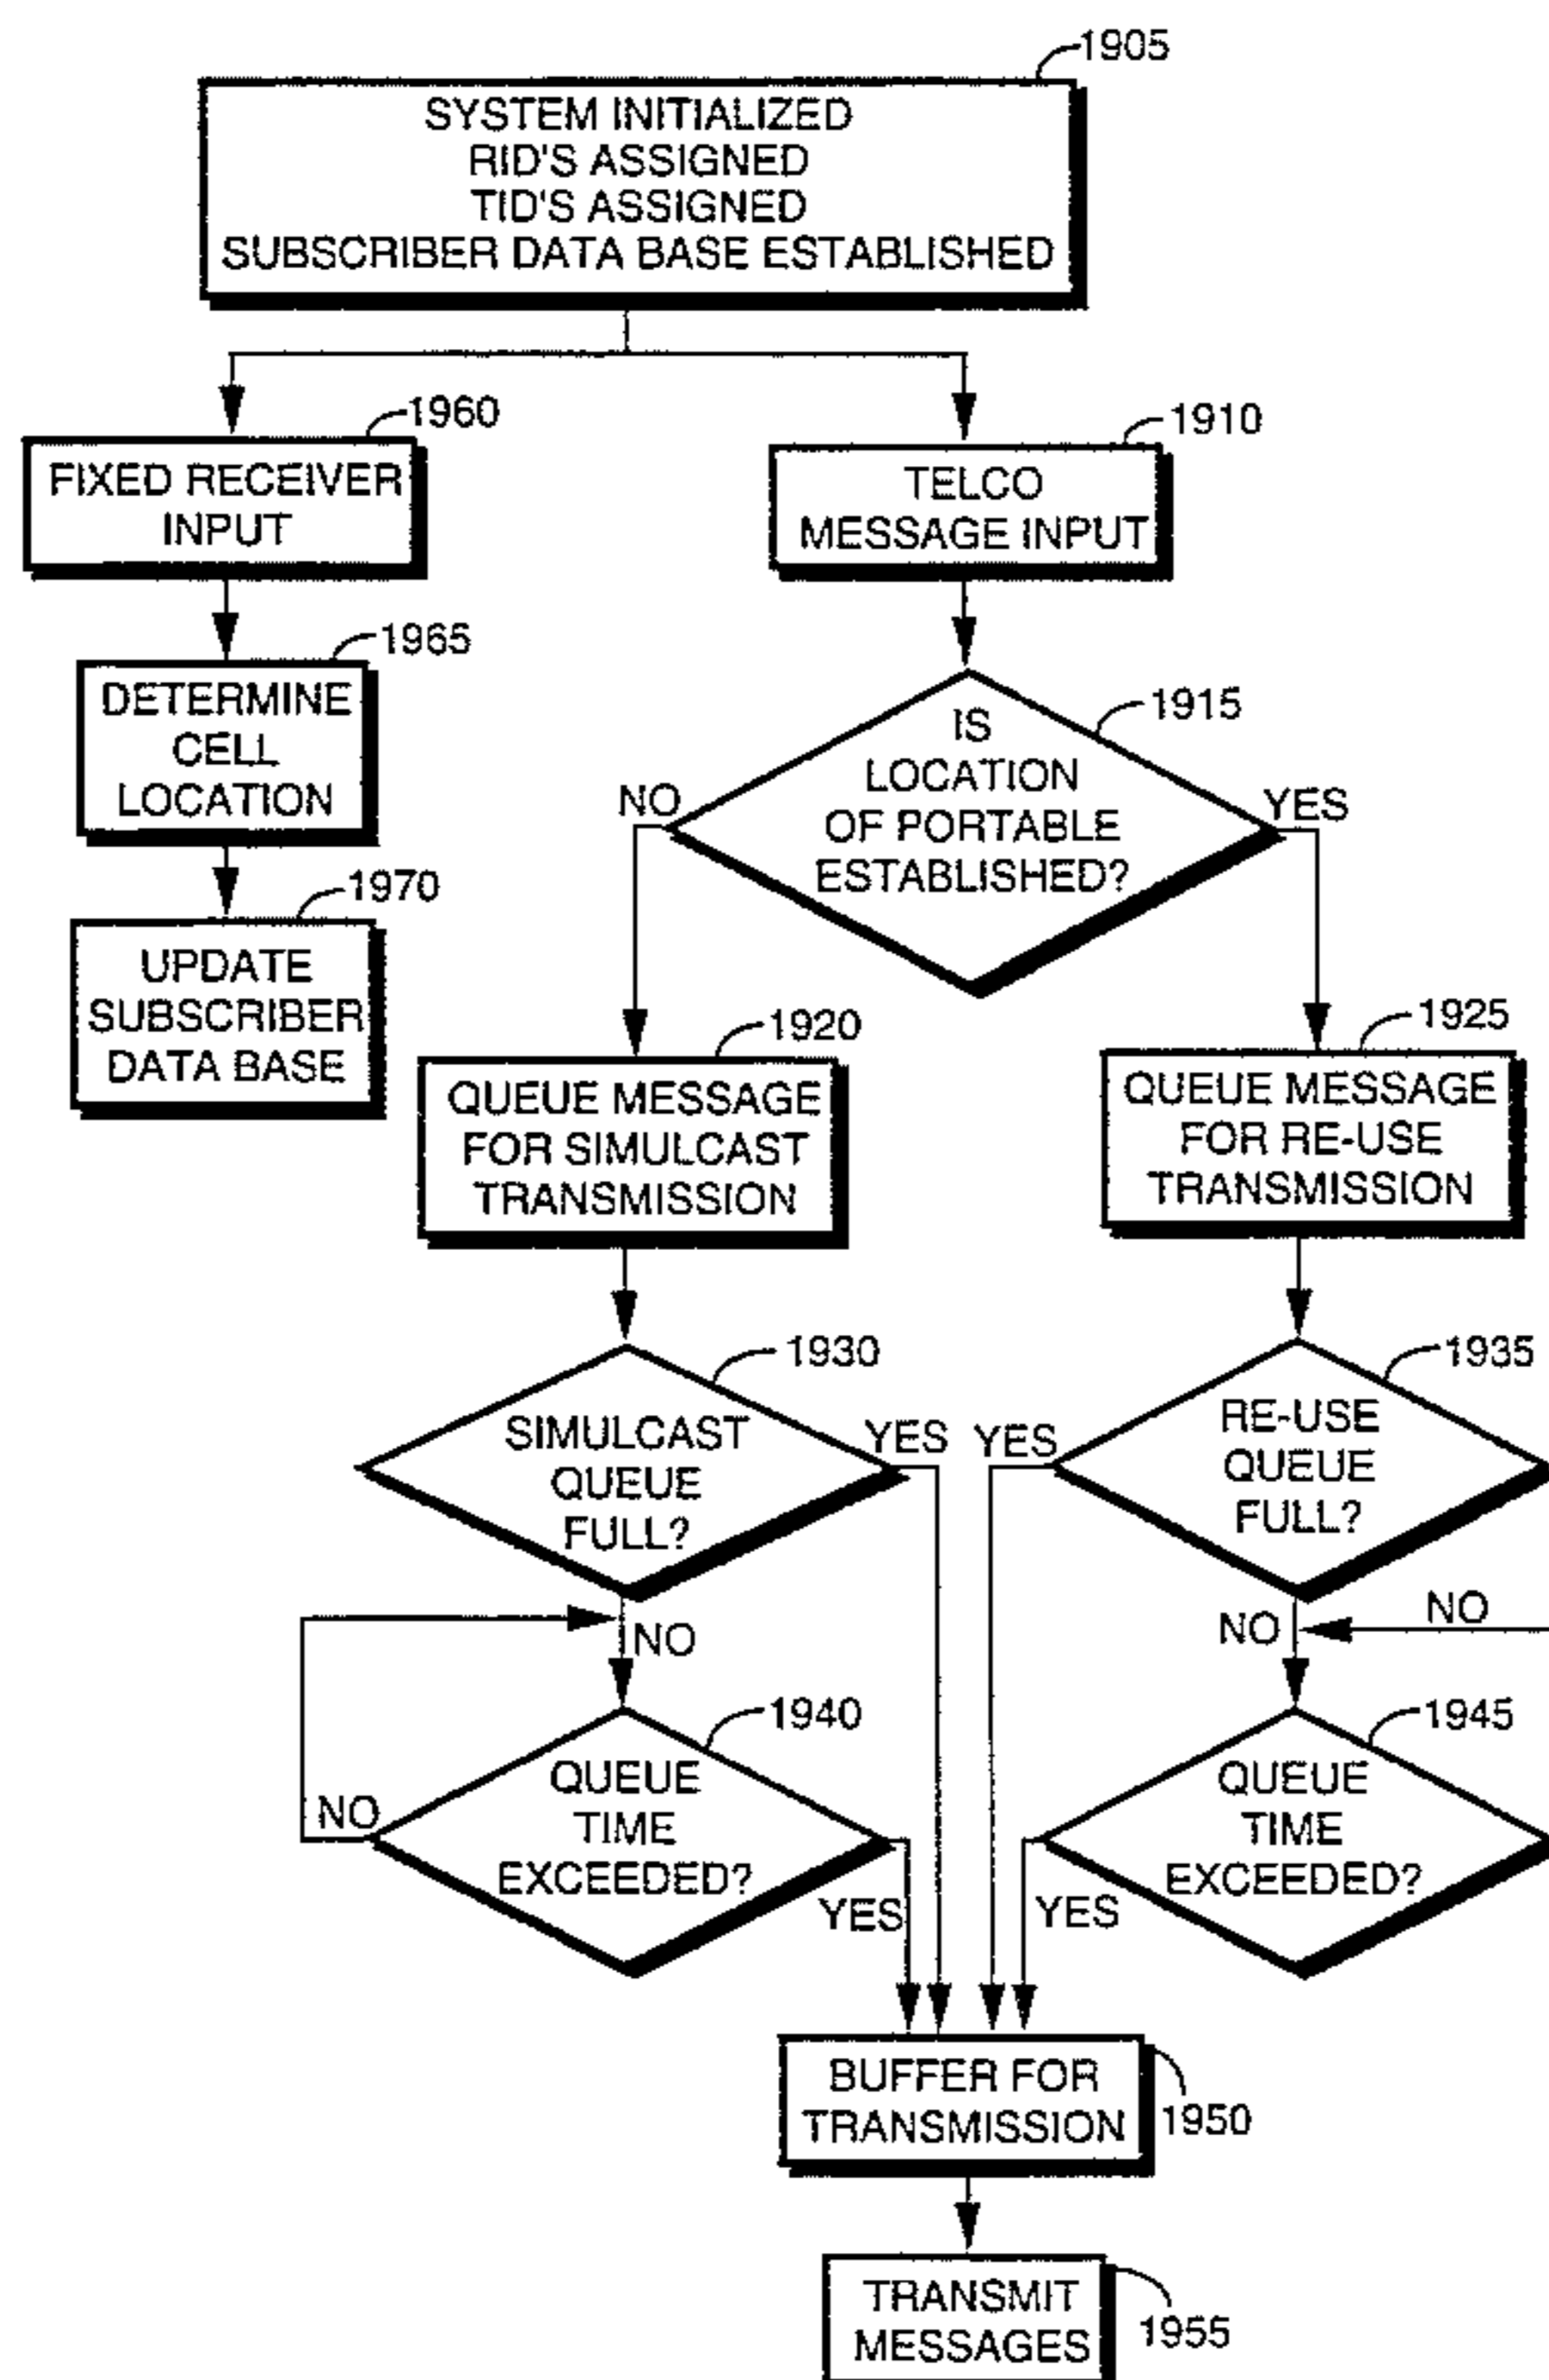 1905
SYSTEM INITIALIZED
RID'S ASSIGNED
TID'S ASSIGNED
SUBSCRIBER DATA BASE ESTABLISHED
1960
FIXED RECEIVER
INPUT
1910
TELCO
MESSAGE INPUT
1965
DETERMINE
CELL
LOCATION
1970
UPDATE
SUBSCRIBER
DATA BASE
1915
IS
LOCATION
OF PORTABLE
ESTABLISHED?
NO
YES
1920
QUEUE MESSAGE
FOR SIMULCAST
TRANSMISSION
1925
QUEUE MESSAGE
FOR RE-USE
TRANSMISSION
1930
SIMULCAST
QUEUE
FULL?
YES
NO
1935
RE-USE
QUEUE
FULL?
YES
NO
NO
1940
QUEUE
TIME
EXCEEDED?
NO
YES
1945
QUEUE
TIME
EXCEEDED?
YES
BUFFER FOR
TRANSMISSION
1950
TRANSMIT
MESSAGES
1955